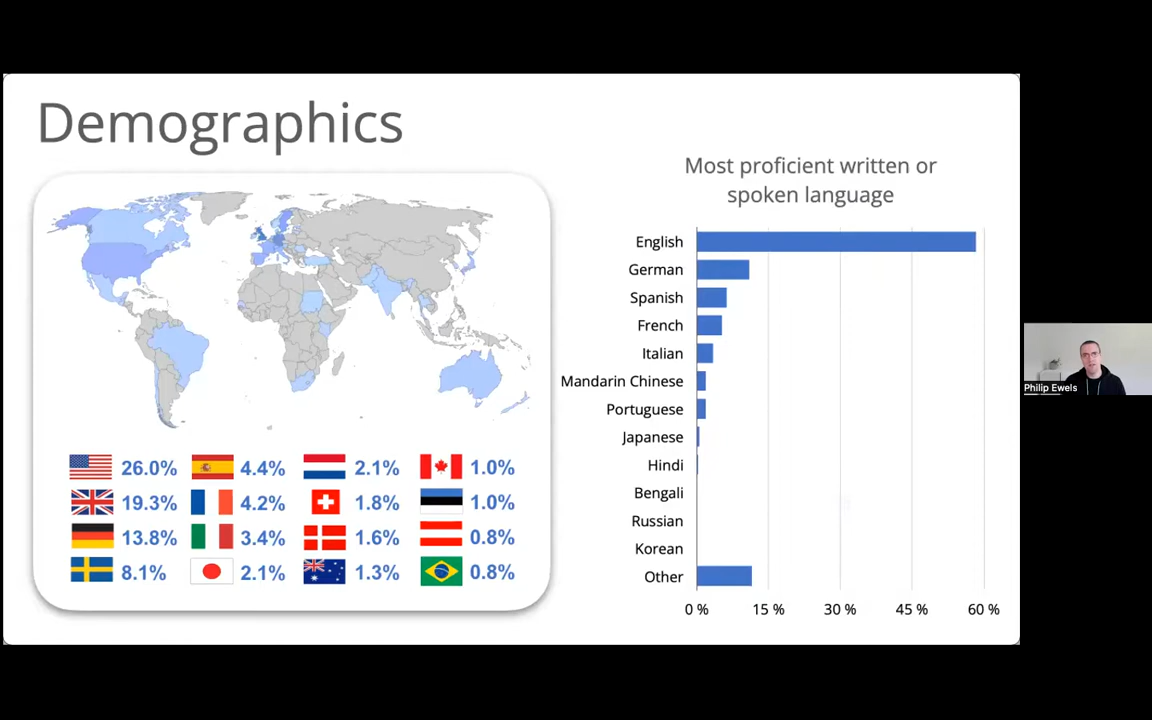 Demographics
Most proficient written or
spoken language
English
German
Spanish
French
Italian
Mandarin Chinese
Portuguese
Japanese
Hindi
Bengali
Russian
Korean
Other
0 %
15 %
30 %
45 %
60 %
26.0%
4.4%
2.1%
1.0%
19.3%
4.2%
1.8%
1.0%
13.8%
3.4%
1.6%
0.8%
8.1%
2.1%
1.3%
0.8%
Philip Ewels